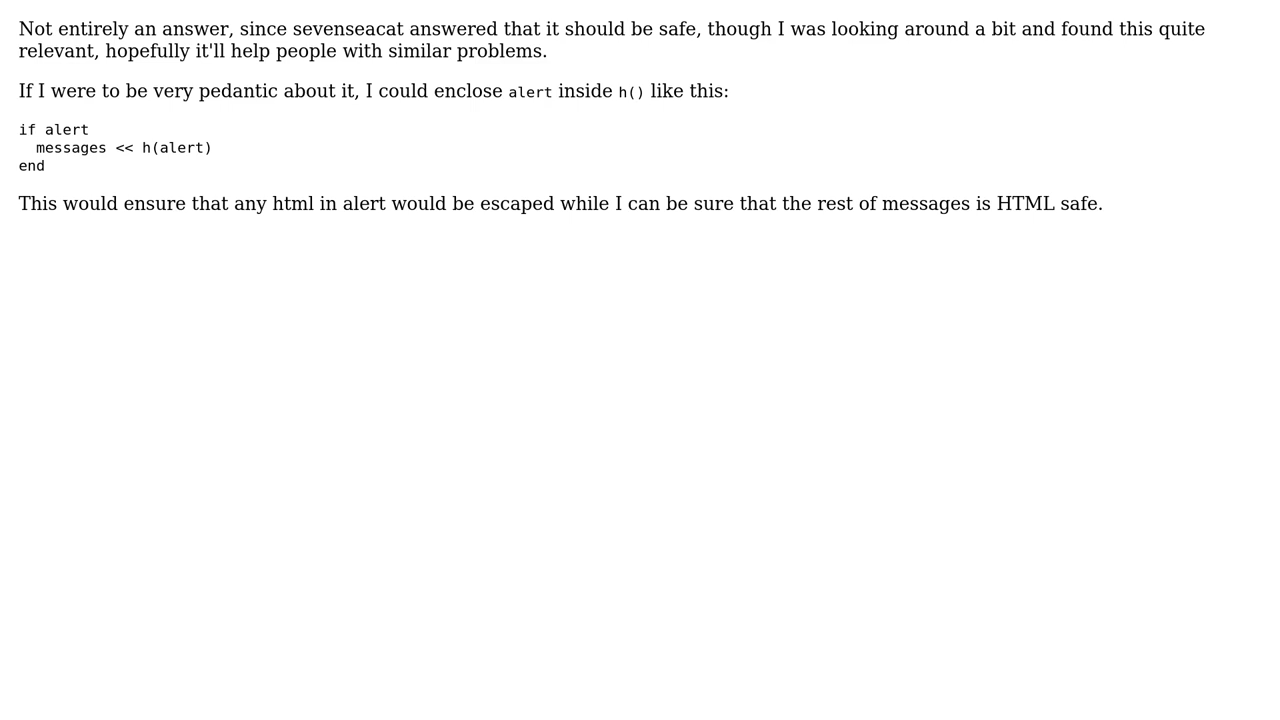 Not entirely an answer, since sevenseacat answered that it should be safe, though I was looking around a bit and found this quite
relevant, hopefully it'll help people with similar problems.
If I were to be very pedantic about it, I could enclose alert inside h() like this:
if alert
  messages << h(alert)
end
This would ensure that any html in alert would be escaped while I can be sure that the rest of messages is HTML safe.